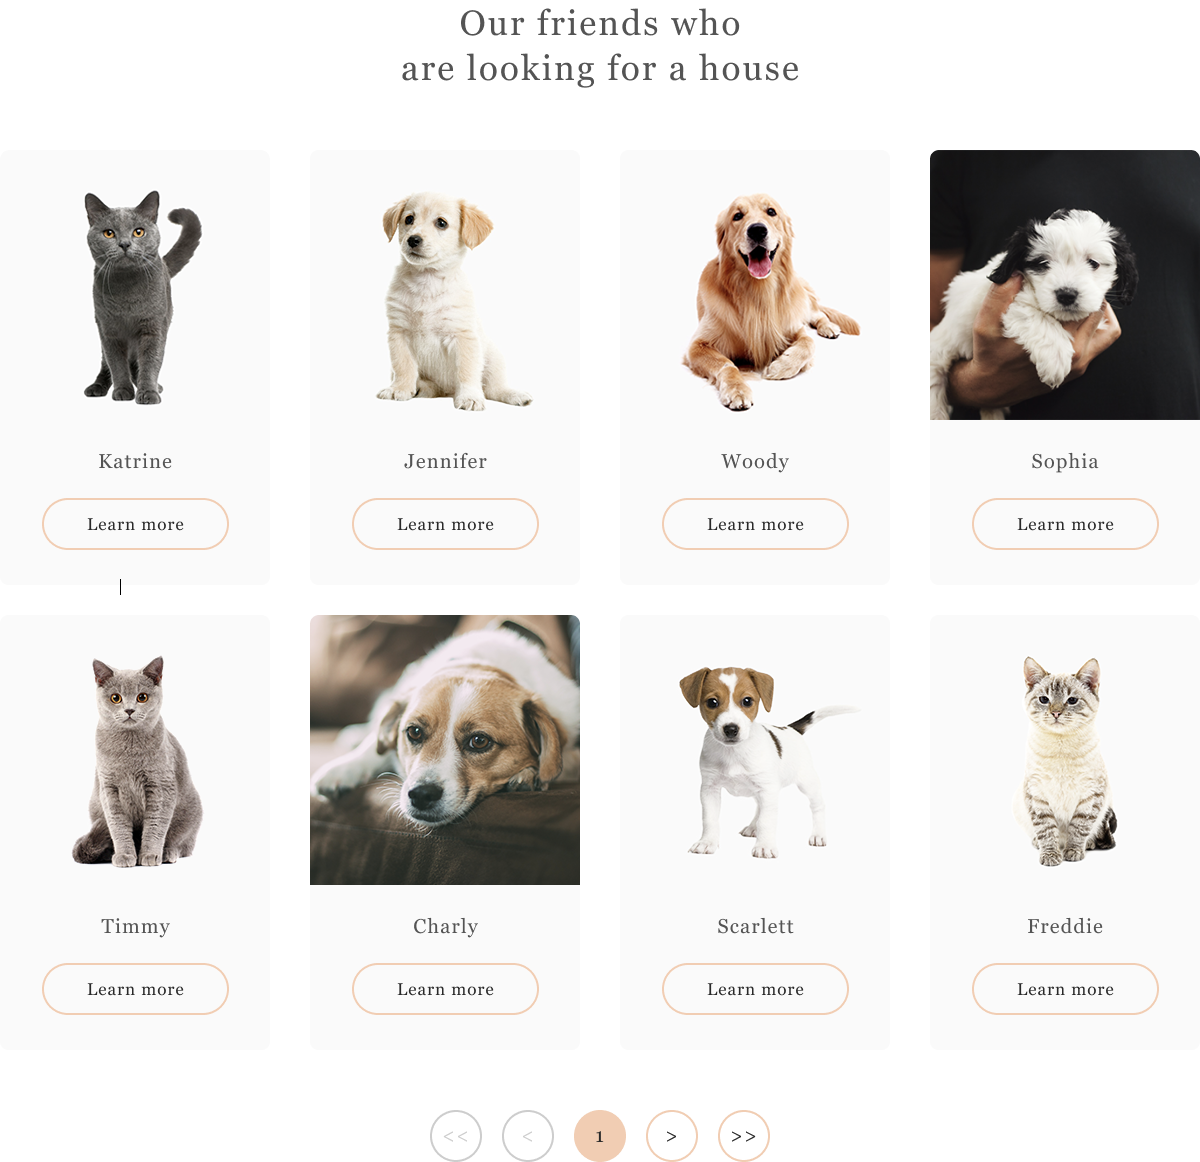 Our friends who
are looking for a house
Katrine
Jennifer
Woody
Sophia
Learn more
Learn more
Learn more
Learn more
Timmy
Charly
Scarlett
Freddie
Learn more
Learn more
Learn more
Learn more
<<
<
1
>
>>